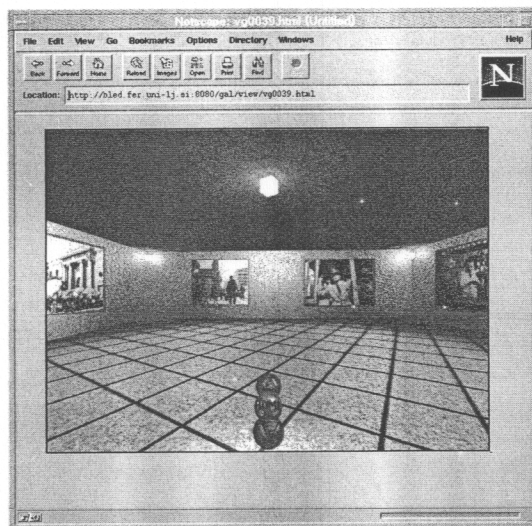 Netscape: vg0039.html (Untitled)
File Edit View Go Bookmarks Options Directory Windows Help
Back Forward Home Reload Images Open Print Find
N
Location: http://bled.fer.uni-lj.si:8080/gal/view/vg0039.html